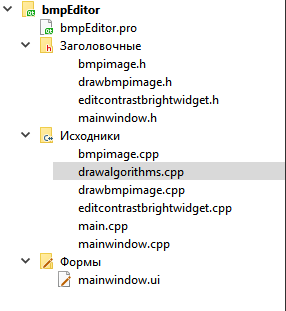 bmpEditor
bmpEditor.pro
Заголовочные
bmpimage.h
drawbmpimage.h
editcontrastbrightwidget.h
mainwindow.h
Исходники
bmpimage.cpp
drawalgorithms.cpp
drawbmpimage.cpp
editcontrastbrightwidget.cpp
main.cpp
mainwindow.cpp
Формы
mainwindow.ui